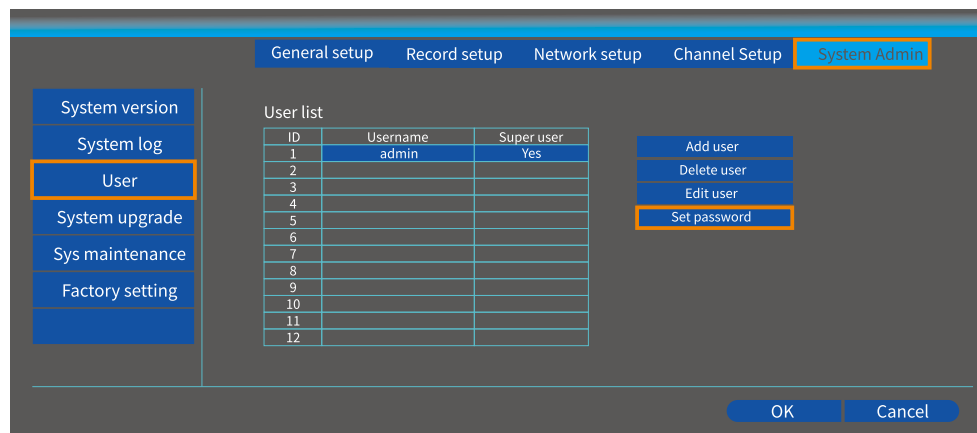 General setup Record setup Network setup Channel Setup System Admin
System version
System log
User
System upgrade
Sys maintenance
Factory setting
User list
ID Username Super user
1 admin Yes
2
3
4
5
6
7
8
9
10
11
12
Add user
Delete user
Edit user
Set password
OK Cancel